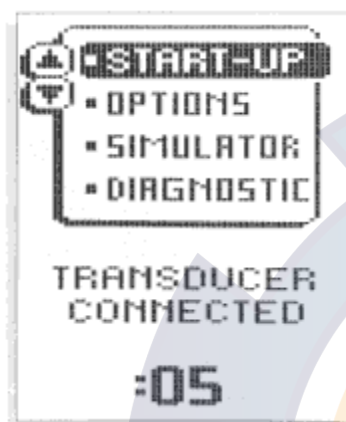 START-UP
OPTIONS
SIMULATOR
DIAGNOSTIC
TRANSDUCER
CONNECTED
:05